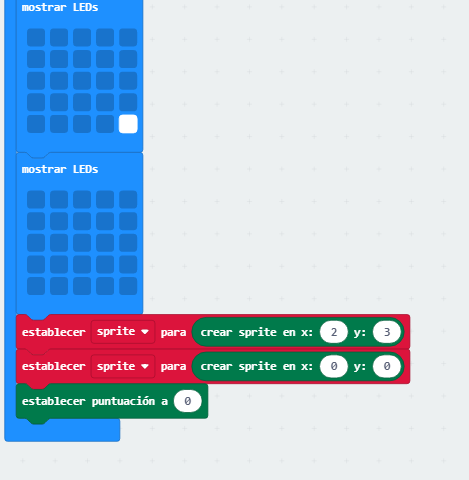 mostrar LEDs
mostrar LEDs
establecer sprite para crear sprite en x: 2 y: 3
establecer sprite para crear sprite en x: 0 y: 0
establecer puntuación a 0